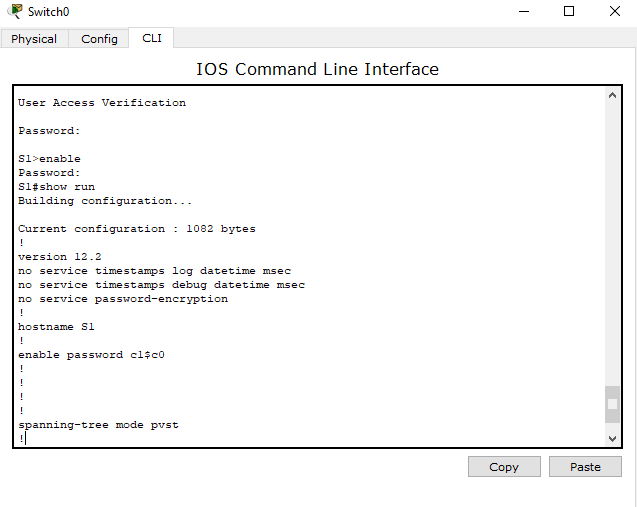 Switch0
Physical Config CLI
IOS Command Line Interface
User Access Verification
Password:
S1>enable
Password:
S1#show run
Building configuration...
Current configuration : 1082 bytes
!
version 12.2
no service timestamps log datetime msec
no service timestamps debug datetime msec
no service password-encryption
!
hostname S1
!
enable password c1$c0
!
!
!
!
spanning-tree mode pvst
!
Copy Paste